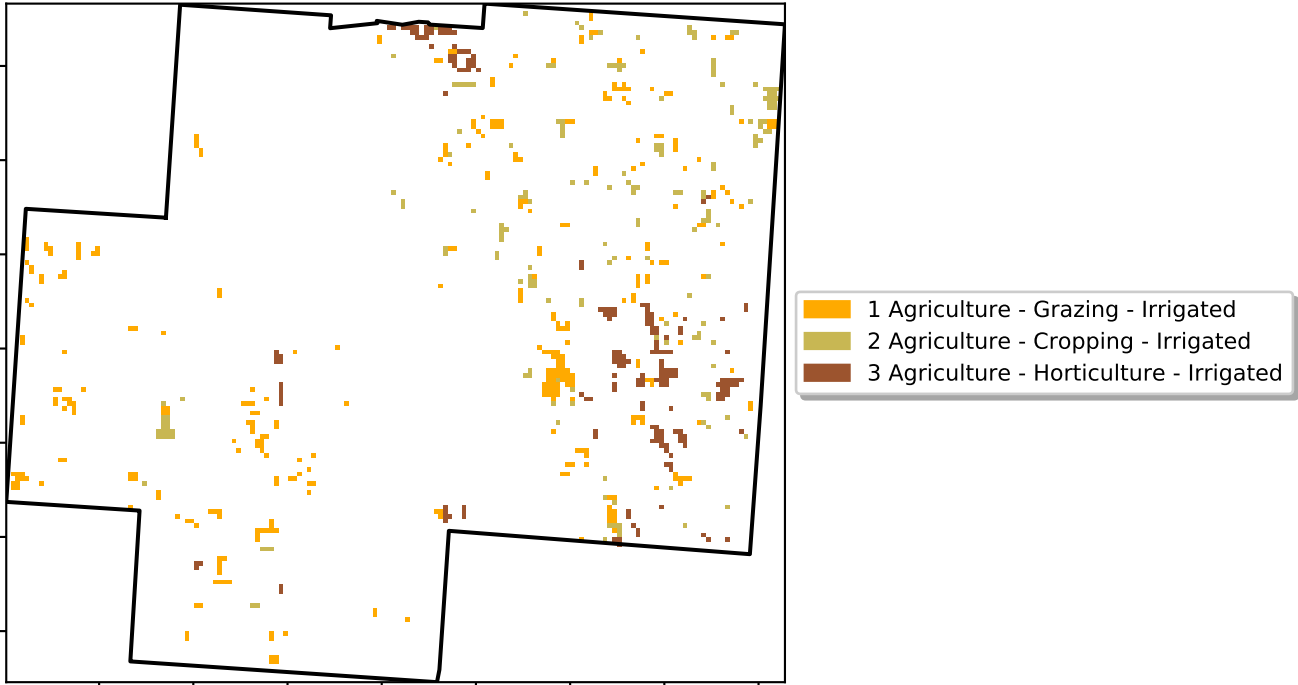 1 Agriculture - Grazing - Irrigated
2 Agriculture - Cropping - Irrigated
3 Agriculture - Horticulture - Irrigated